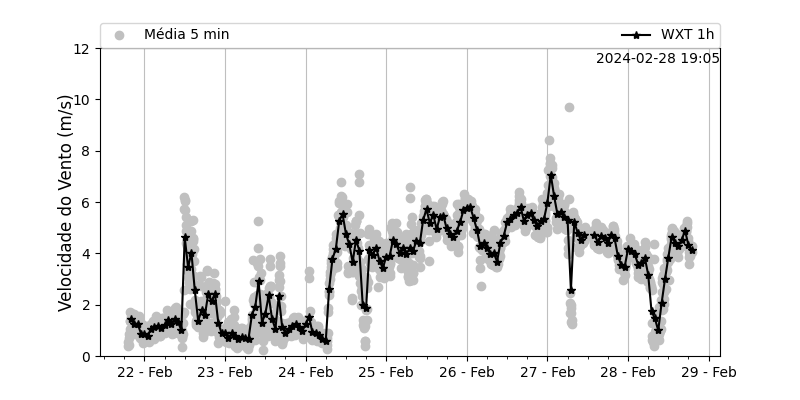 Média 5 min
WXT 1h
2024-02-28 19:05
Velocidade do Vento (m/s)
12
10
8
6
4
2
0
22 - Feb
23 - Feb
24 - Feb
25 - Feb
26 - Feb
27 - Feb
28 - Feb
29 - Feb